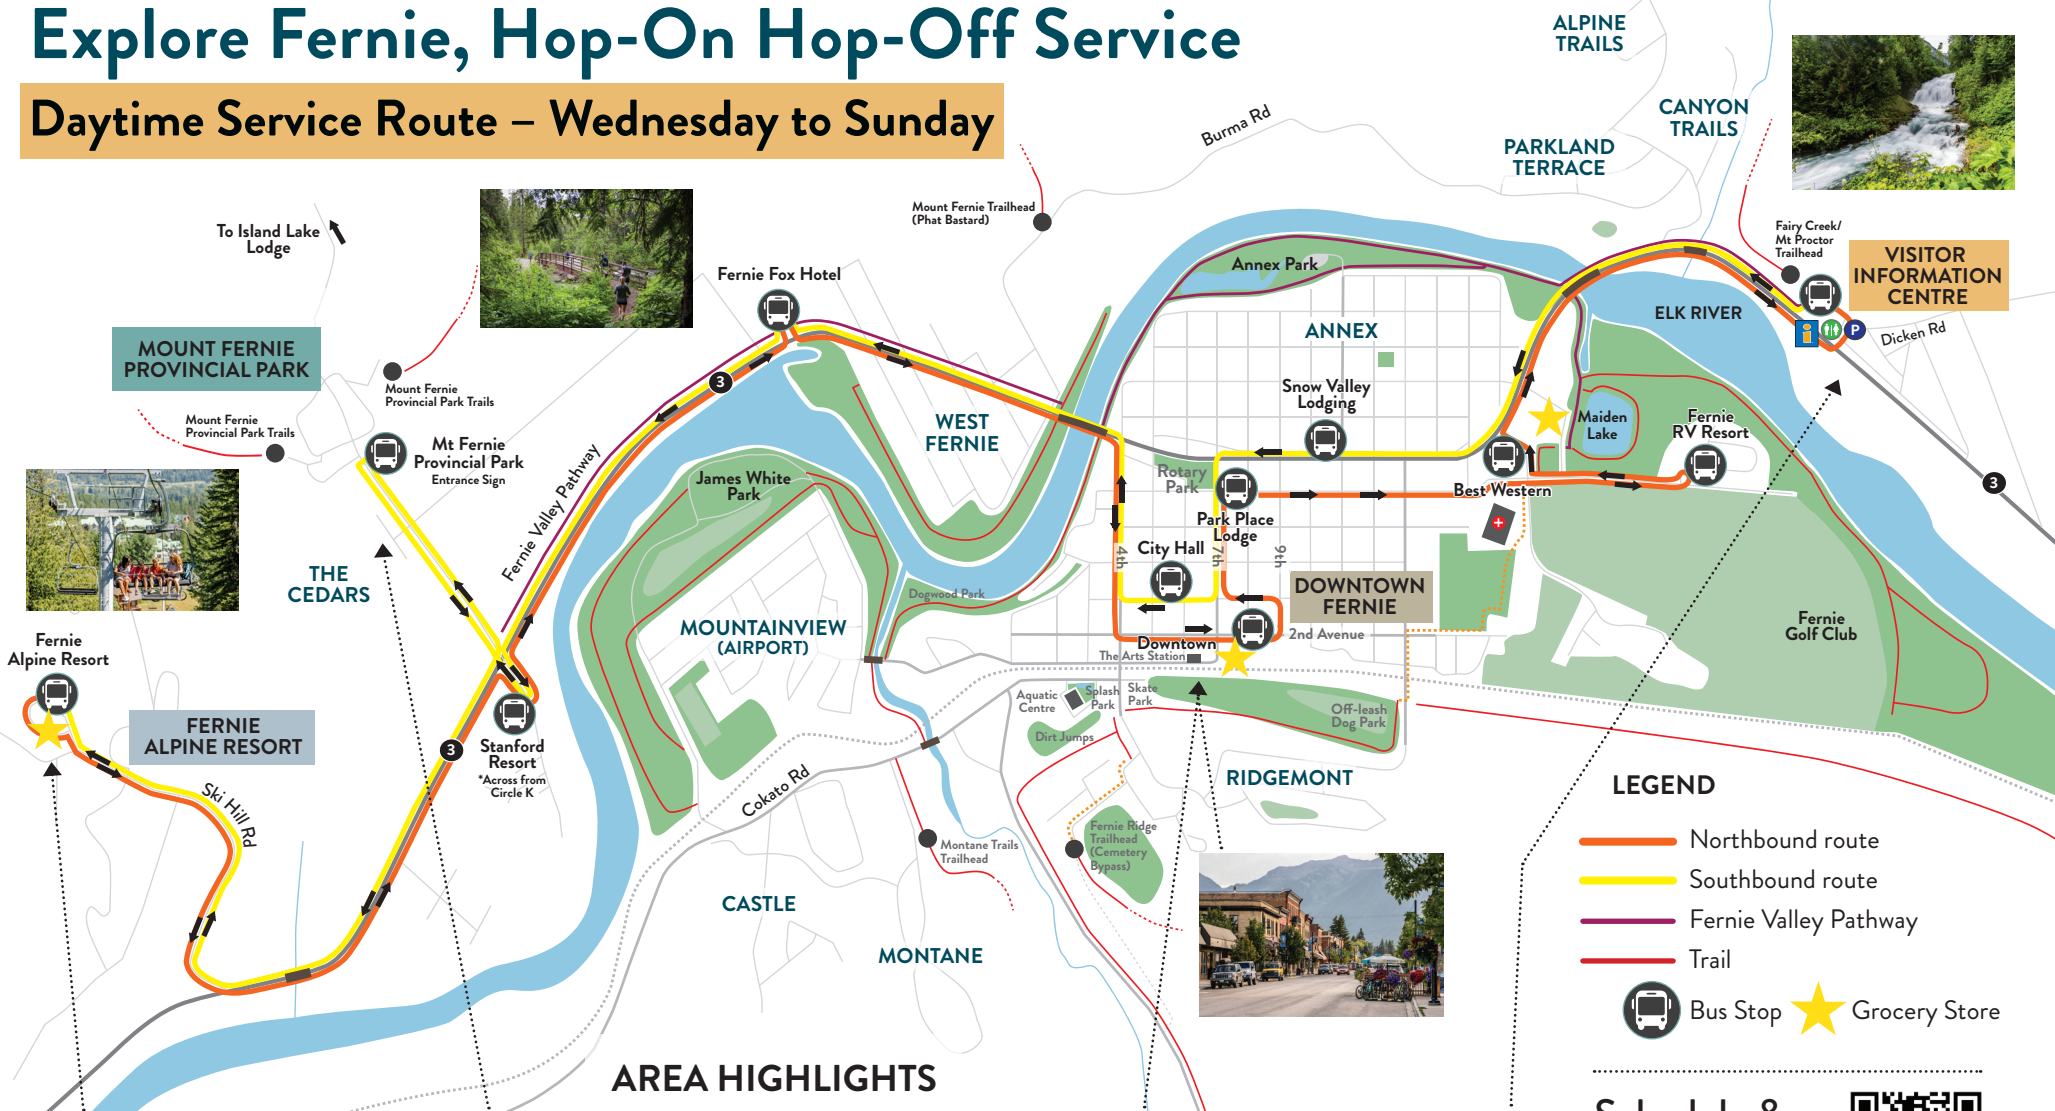 Explore Fernie, Hop-On Hop-Off Service
Daytime Service Route – Wednesday to Sunday
ALPINE
TRAILS
CANYON
TRAILS
PARKLAND
TERRACE
Burma Rd
Mount Fernie Trailhead
(Phat Bastard)
To Island Lake
Lodge
Fernie Fox Hotel
Annex Park
Fairy Creek/
Mt Proctor
Trailhead
VISITOR
INFORMATION
CENTRE
ELK RIVER
i
P
Dicken Rd
MOUNT FERNIE
PROVINCIAL PARK
Mount Fernie
Provincial Park Trails
Mount Fernie
Provincial Park Trails
Mt Fernie
Provincial Park
Entrance Sign
3
ANNEX
Snow Valley
Lodging
WEST
FERNIE
Maiden
Lake
Fernie
RV Resort
Fernie Valley Pathway
James White
Park
Rotary
Park
Best Western
3
Park Place
Lodge
City Hall
4th
7th
9th
THE
CEDARS
Dogwood Park
DOWNTOWN
FERNIE
2nd Avenue
Downtown
The Arts Station
MOUNTAINVIEW
(AIRPORT)
Fernie
Golf Club
Fernie
Alpine Resort
FERNIE
ALPINE RESORT
3
Stanford
Resort
*Across from
Circle K
Aquatic
Centre
Splash
Park
Skate
Park
Off-leash
Dog Park
Dirt Jumps
Ski Hill Rd
Cokato Rd
RIDGEMONT
Fernie Ridge
Trailhead
(Cemetery
Bypass)
Montane Trails
Trailhead
CASTLE
MONTANE
LEGEND
Northbound route
Southbound route
Fernie Valley Pathway
Trail
Bus Stop
Grocery Store
AREA HIGHLIGHTS
Schedule &